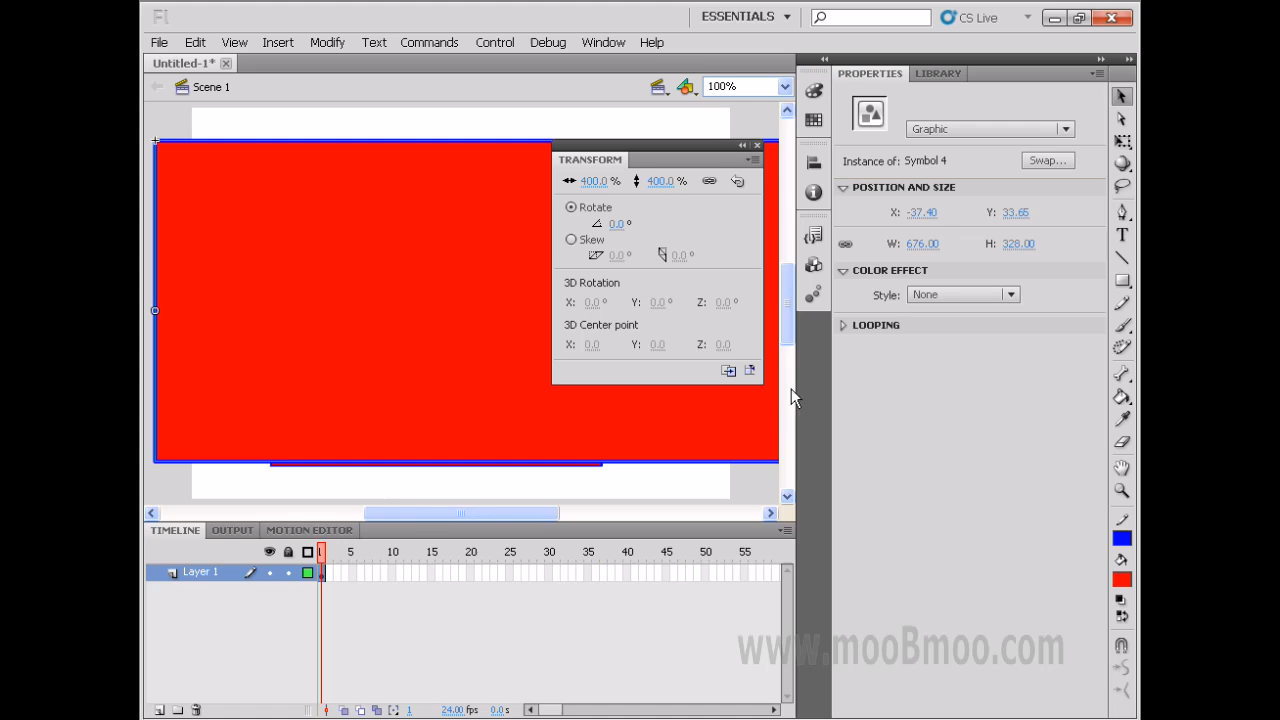 Fl
ESSENTIALS
CS Live
File Edit View Insert Modify Text Commands Control Debug Window Help
Untitled-1*
Scene 1
100%
PROPERTIES LIBRARY
Graphic
Instance of: Symbol 4 Swap...
POSITION AND SIZE
X: -37.40 Y: 33.65
W: 676.00 H: 328.00
COLOR EFFECT
Style: None
LOOPING
TRANSFORM
400.0 % 400.0 %
Rotate
0.0 °
Skew
0.0 ° 0.0 °
3D Rotation
X: 0.0 ° Y: 0.0 ° Z: 0.0 °
3D Center point
X: 0.0 Y: 0.0 Z: 0.0
T
TIMELINE OUTPUT MOTION EDITOR
1 5 10 15 20 25 30 35 40 45 50 55
Layer 1
www.mooBmoo.com
1 24.00 fps 0.0 s